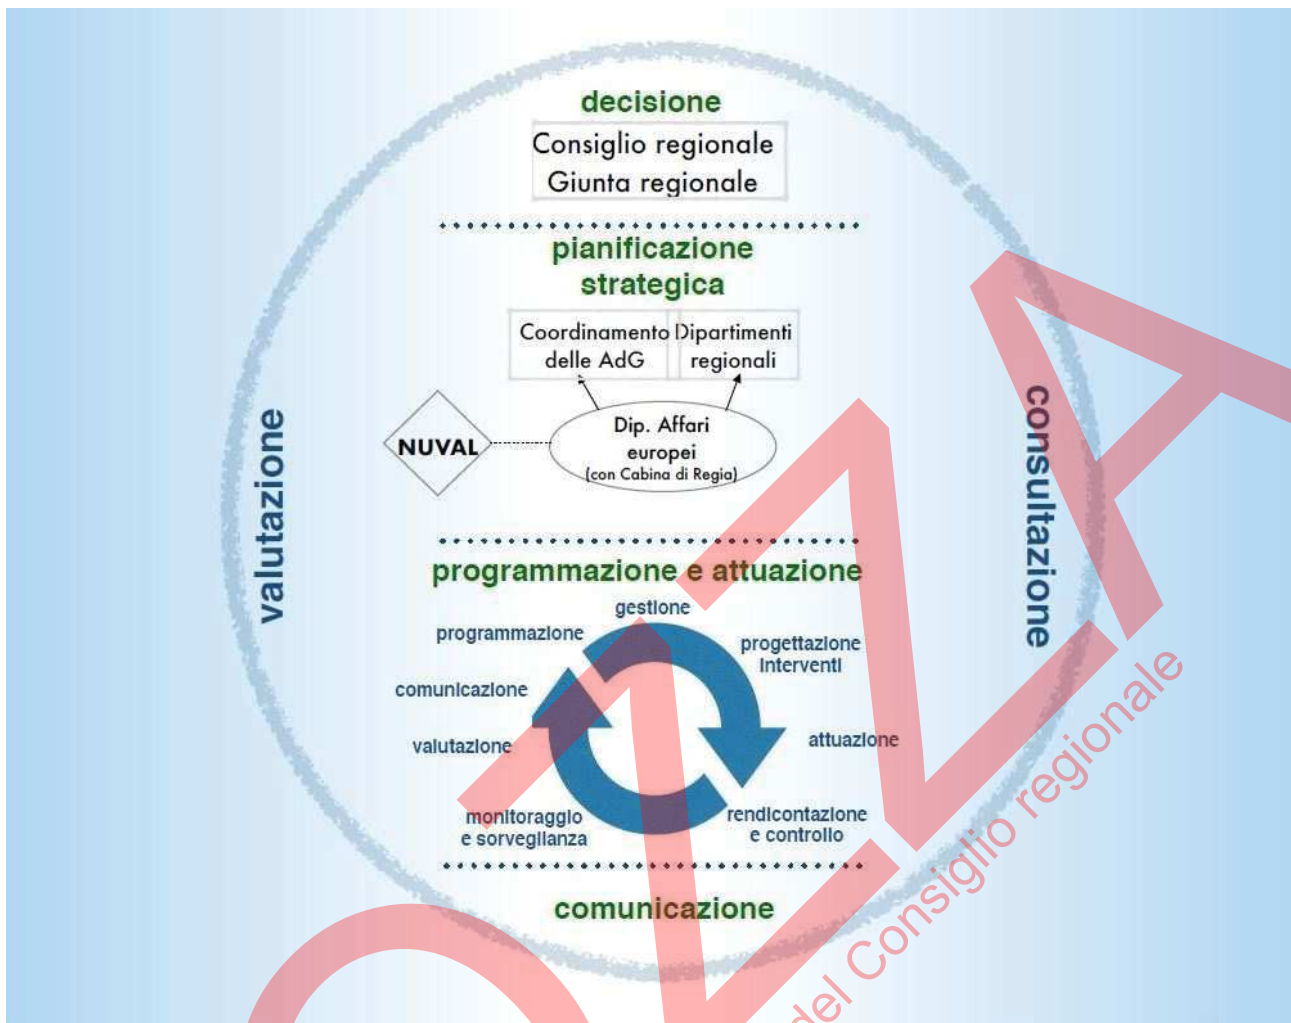 decisione
Consiglio regionale
Giunta regionale
pianificazione
strategica
Coordinamento
delle AdG
Dipartimenti
regionali
NUVAL
Dip. Affari
europei
(con Cabina di Regia)
valutazione
consultazione
programmazione e attuazione
gestione
programmazione
progettazione
interventi
comunicazione
valutazione
attuazione
monitoraggio
e sorveglianza
rendicontazione
e controllo
comunicazione
OZZA
del Consiglio regionale